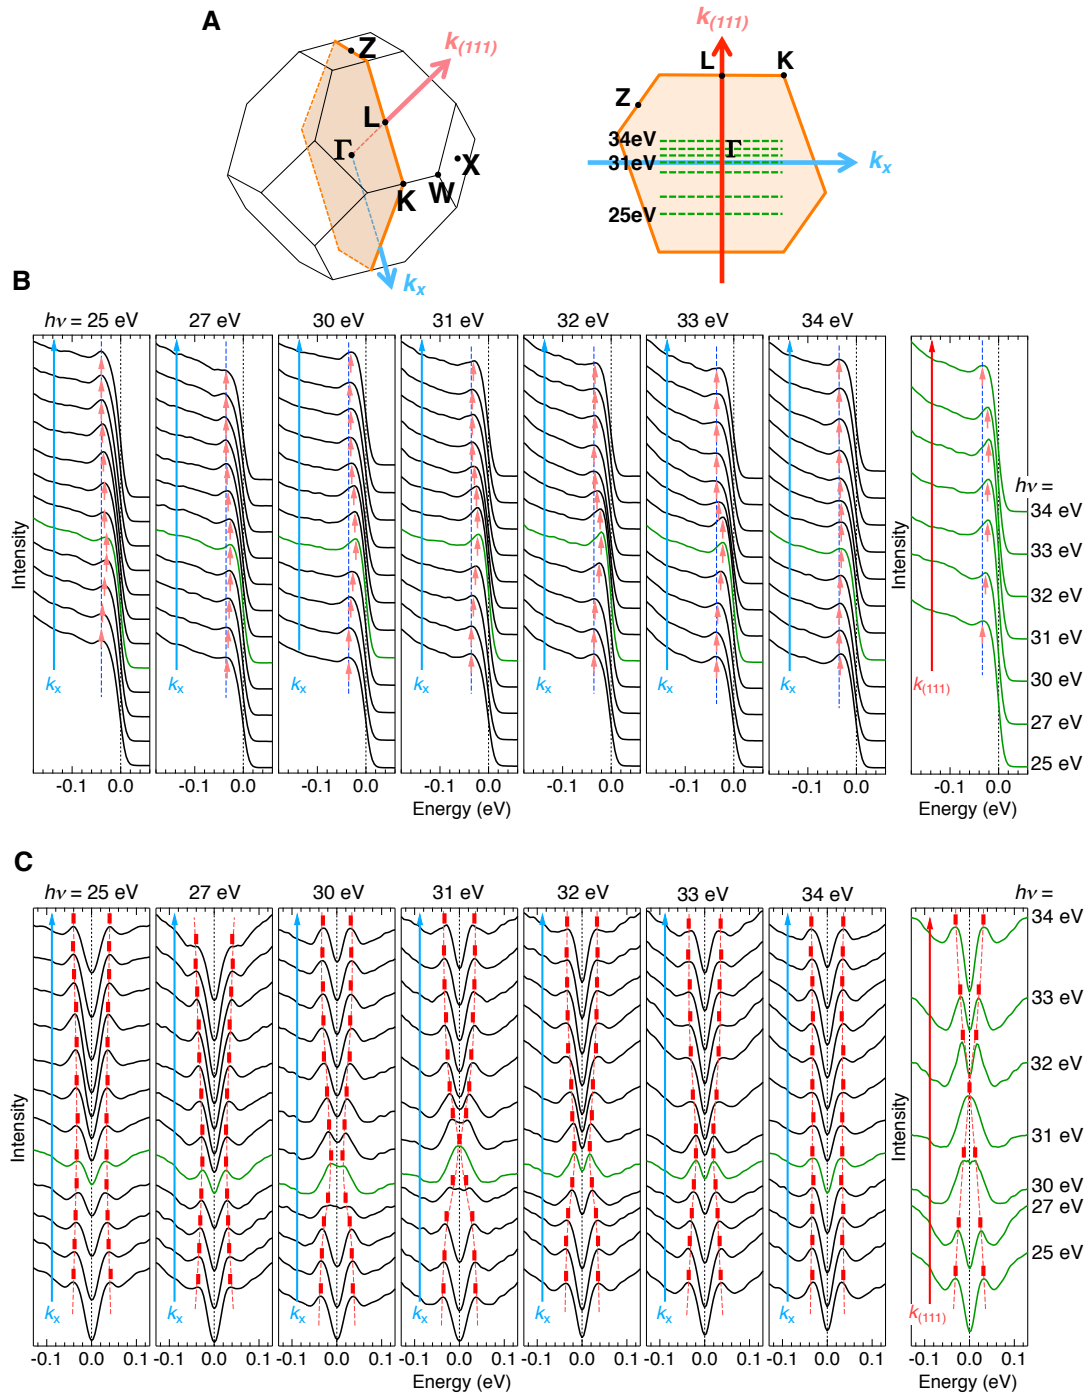 A
Z
k(111)
L
Γ
X
K
W
kx
k(111)
L
K
Z
34eV
Γ
31eV
kx
25eV
B
hν = 25 eV
27 eV
30 eV
31 eV
32 eV
33 eV
34 eV
Intensity
kx
kx
kx
kx
kx
kx
kx
-0.1 0.0
-0.1 0.0
-0.1 0.0
-0.1 0.0
-0.1 0.0
-0.1 0.0
-0.1 0.0
Energy (eV)
Intensity
k(111)
hν =
34 eV
33 eV
32 eV
31 eV
30 eV
27 eV
25 eV
-0.1 0.0
Energy (eV)
C
hν = 25 eV
27 eV
30 eV
31 eV
32 eV
33 eV
34 eV
Intensity
kx
kx
kx
kx
kx
kx
kx
-0.1 0.0 0.1
-0.1 0.0 0.1
-0.1 0.0 0.1
-0.1 0.0 0.1
-0.1 0.0 0.1
-0.1 0.0 0.1
-0.1 0.0 0.1
Energy (eV)
Intensity
k(111)
hν =
34 eV
33 eV
32 eV
31 eV
30 eV
27 eV
25 eV
-0.1 0.0 0.1
Energy (eV)